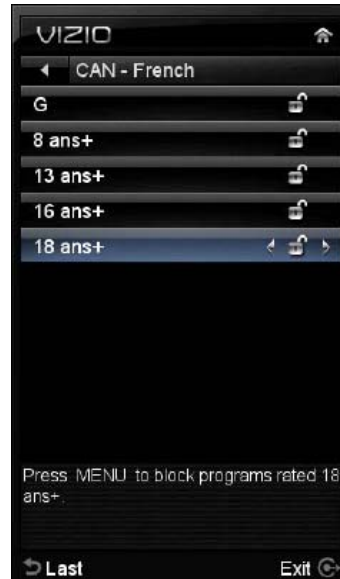 VIZIO
CAN - French
G
8 ans+
13 ans+
16 ans+
18 ans+
Press MENU to block programs rated 18
ans+.
Last Exit